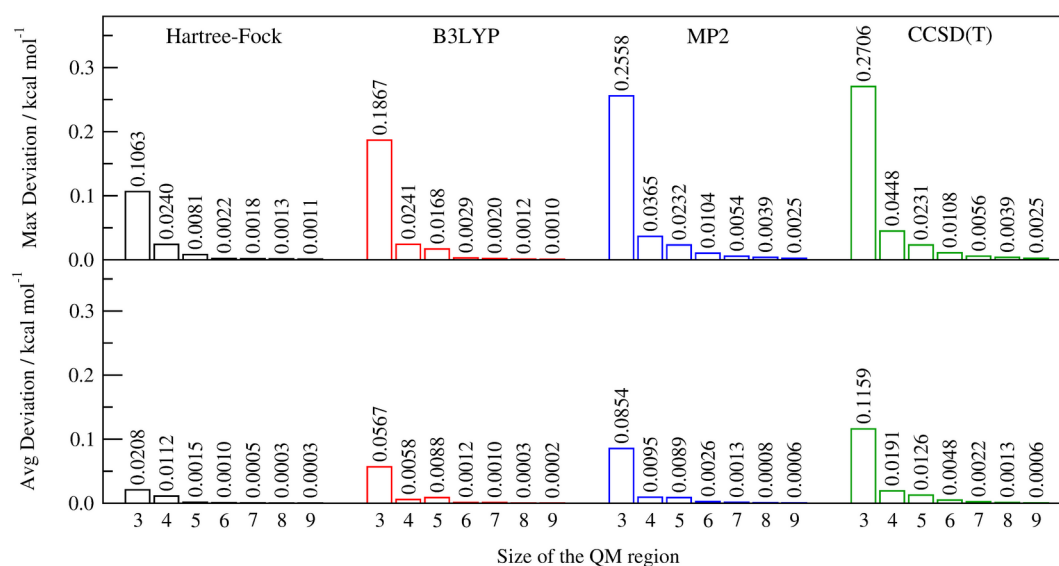 Hartree-Fock B3LYP MP2 CCSD(T)
Max Deviation / kcal mol⁻¹
0.3
0.2
0.1
0.0
0.1063 0.0240 0.0081 0.0022 0.0018 0.0013 0.0011
0.1867 0.0241 0.0168 0.0029 0.0020 0.0012 0.0010
0.2558 0.0365 0.0232 0.0104 0.0054 0.0039 0.0025
0.2706 0.0448 0.0231 0.0108 0.0056 0.0039 0.0025
Avg Deviation / kcal mol⁻¹
0.3
0.2
0.1
0.0
0.0208 0.0112 0.0015 0.0010 0.0005 0.0003 0.0003
0.0567 0.0058 0.0088 0.0012 0.0010 0.0003 0.0002
0.0854 0.0095 0.0089 0.0026 0.0013 0.0008 0.0006
0.1159 0.0191 0.0126 0.0048 0.0022 0.0013 0.0006
3 4 5 6 7 8 9 3 4 5 6 7 8 9 3 4 5 6 7 8 9 3 4 5 6 7 8 9
Size of the QM region